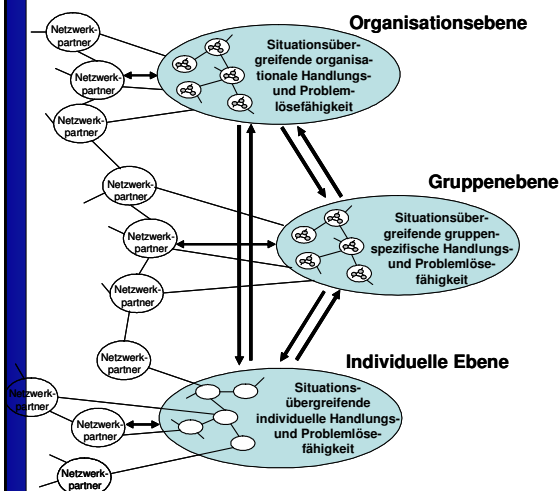 Organisationsebene
Netzwerk-
partner
Situationsüber-
greifende organisa-
tionale Handlungs-
und Problem-
lösefähigkeit
Netzwerk-
partner
Netzwerk-
partner
Gruppenebene
Netzwerk-
partner
Situationsüber-
greifende gruppen-
spezifische Handlungs-
und Problemlöse-
fähigkeit
Netzwerk-
partner
Netzwerk-
partner
Individuelle Ebene
Netzwerk-
partner
Situations-
übergreifende
individuelle Handlungs-
und Problemlöse-
fähigkeit
Netzwerk-
partner
Netzwerk-
partner
Netzwerk-
partner